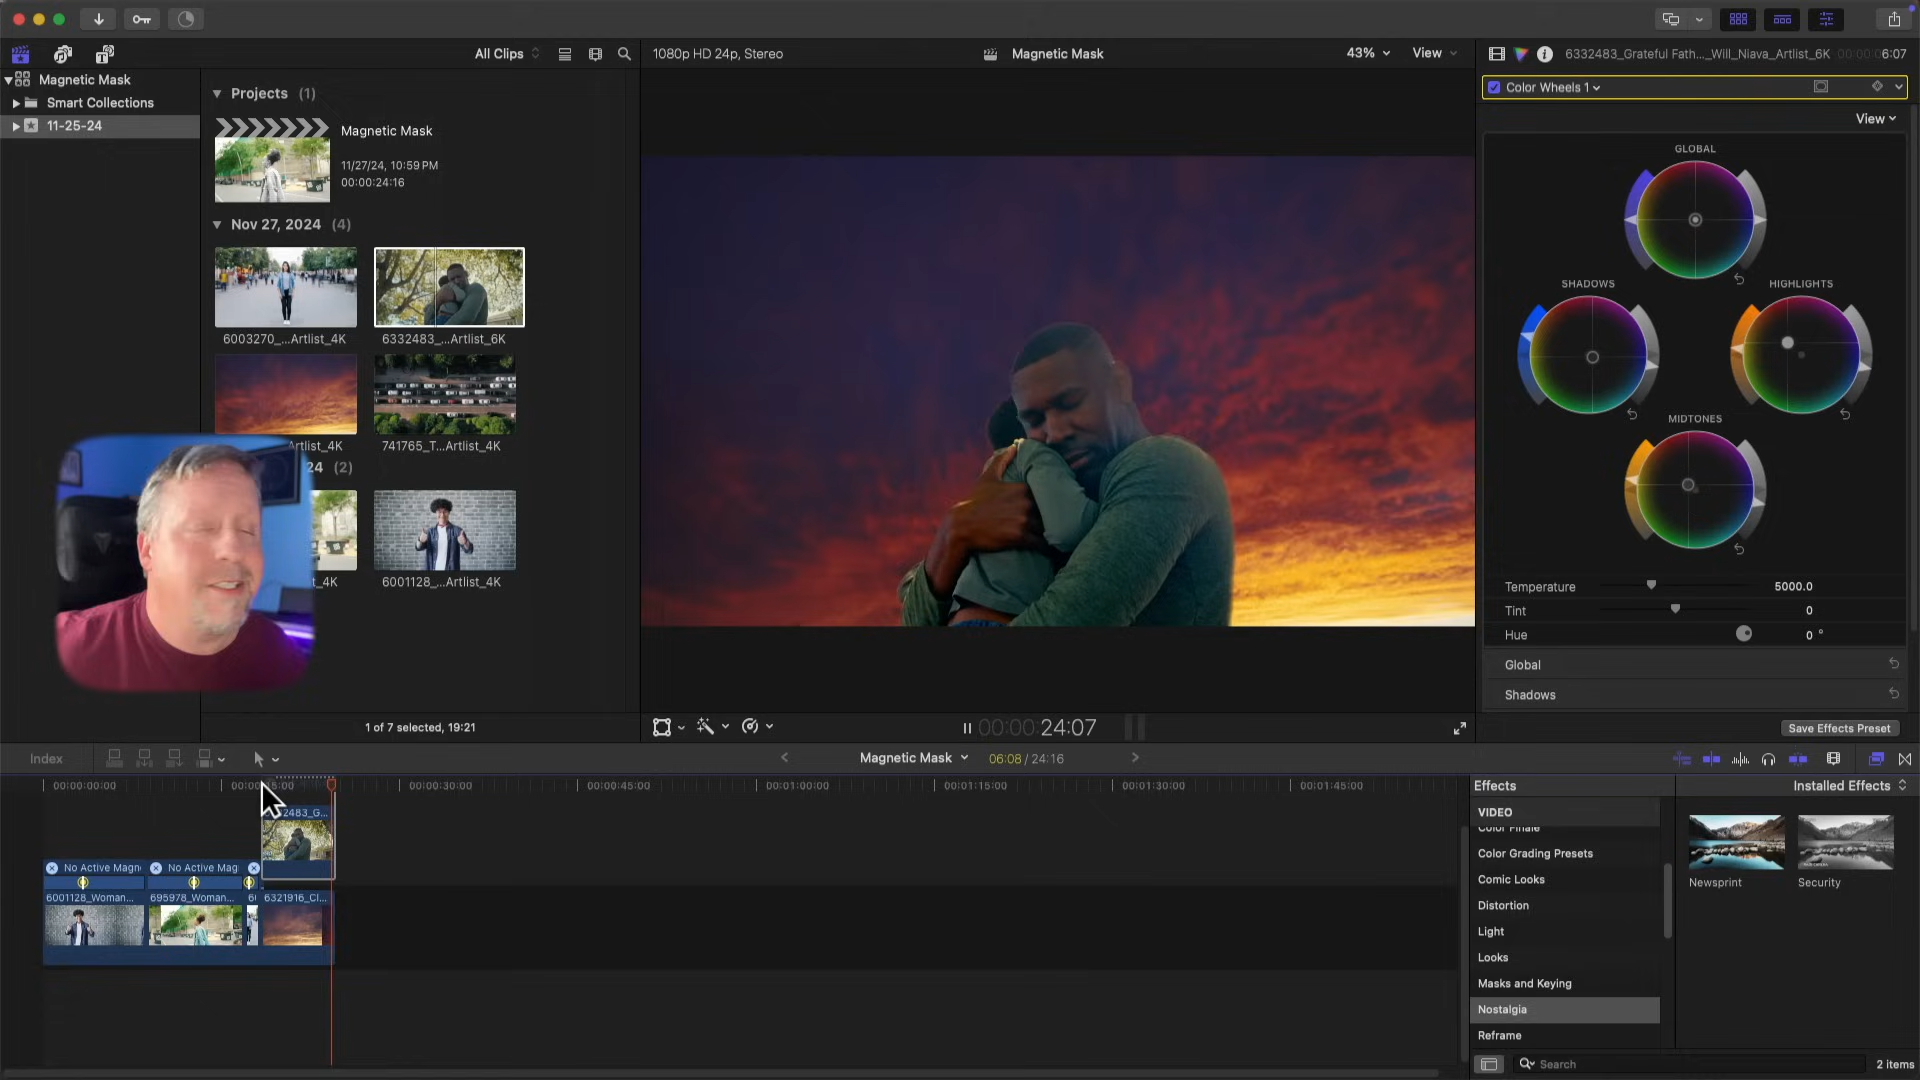 All Clips
1080p HD 24p, Stereo
Magnetic Mask
43%
View
6332483_Grateful Fath..._Will_Niava_Artlist_6K
00:00:06:07
Magnetic Mask
Smart Collections
11-25-24
Projects (1)
Magnetic Mask
11/27/24, 10:59 PM
00:00:24:16
Nov 27, 2024 (4)
6003270_...Artlist_4K
6332483_...Artlist_6K
Artlist_4K
741765_T...Artlist_4K
24 (2)
t_4K
6001128_...Artlist_4K
1 of 7 selected, 19:21
00:00:24:07
Color Wheels 1
View
GLOBAL
SHADOWS
HIGHLIGHTS
MIDTONES
Temperature 5000.0
Tint 0
Hue 0 °
Global
Shadows
Save Effects Preset
Index
Magnetic Mask
06:08 / 24:16
00:00:00:00
00:00:30:00
00:00:45:00
00:01:00:00
00:01:15:00
00:01:30:00
00:01:45:00
2483_G...
No Active Magn
No Active Mag
6001128_Woman...
695978_Woman...
6321916_Cl...
Effects
Installed Effects
VIDEO
Color Finale
Color Grading Presets
Comic Looks
Distortion
Light
Looks
Masks and Keying
Nostalgia
Reframe
Newsprint
Security
Search
2 items